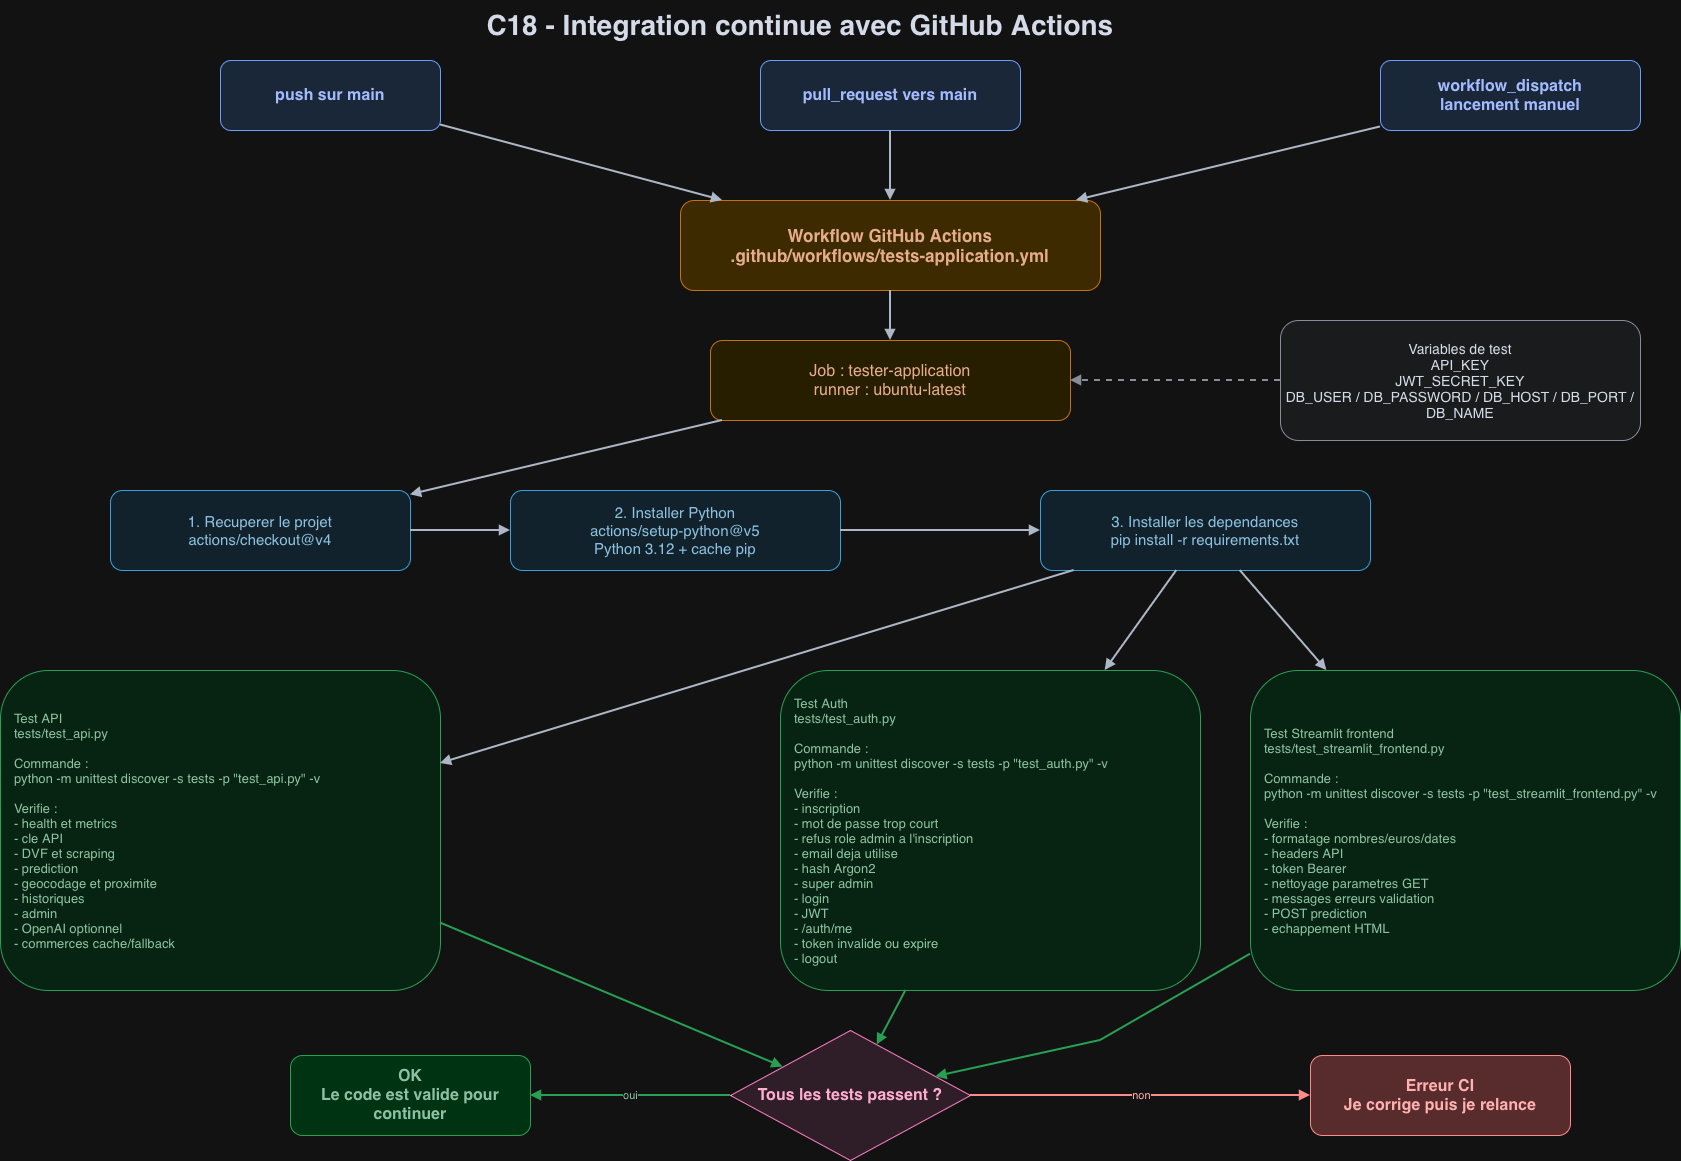 C18 - Integration continue avec GitHub Actions
push sur main
pull_request vers main
workflow_dispatch
lancement manuel
Workflow GitHub Actions
.github/workflows/tests-application.yml
Job : tester-application
runner : ubuntu-latest
Variables de test
API_KEY
JWT_SECRET_KEY
DB_USER / DB_PASSWORD / DB_HOST / DB_PORT /
DB_NAME
1. Recuperer le projet
actions/checkout@v4
2. Installer Python
actions/setup-python@v5
Python 3.12 + cache pip
3. Installer les dependances
pip install -r requirements.txt
Test API
tests/test_api.py
Commande :
python -m unittest discover -s tests -p "test_api.py" -v
Verifie :
- health et metrics
- cle API
- DVF et scraping
- prediction
- geocodage et proximite
- historiques
- admin
- OpenAI optionnel
- commerces cache/fallback
Test Auth
tests/test_auth.py
Commande :
python -m unittest discover -s tests -p "test_auth.py" -v
Verifie :
- inscription
- mot de passe trop court
- refus role admin a l'inscription
- email deja utilise
- hash Argon2
- super admin
- login
- JWT
- /auth/me
- token invalide ou expire
- logout
Test Streamlit frontend
tests/test_streamlit_frontend.py
Commande :
python -m unittest discover -s tests -p "test_streamlit_frontend.py" -v
Verifie :
- formatage nombres/euros/dates
- headers API
- token Bearer
- nettoyage parametres GET
- messages erreurs validation
- POST prediction
- echappement HTML
OK
Le code est valide pour
continuer
oui
Tous les tests passent ?
non
Erreur CI
Je corrige puis je relance